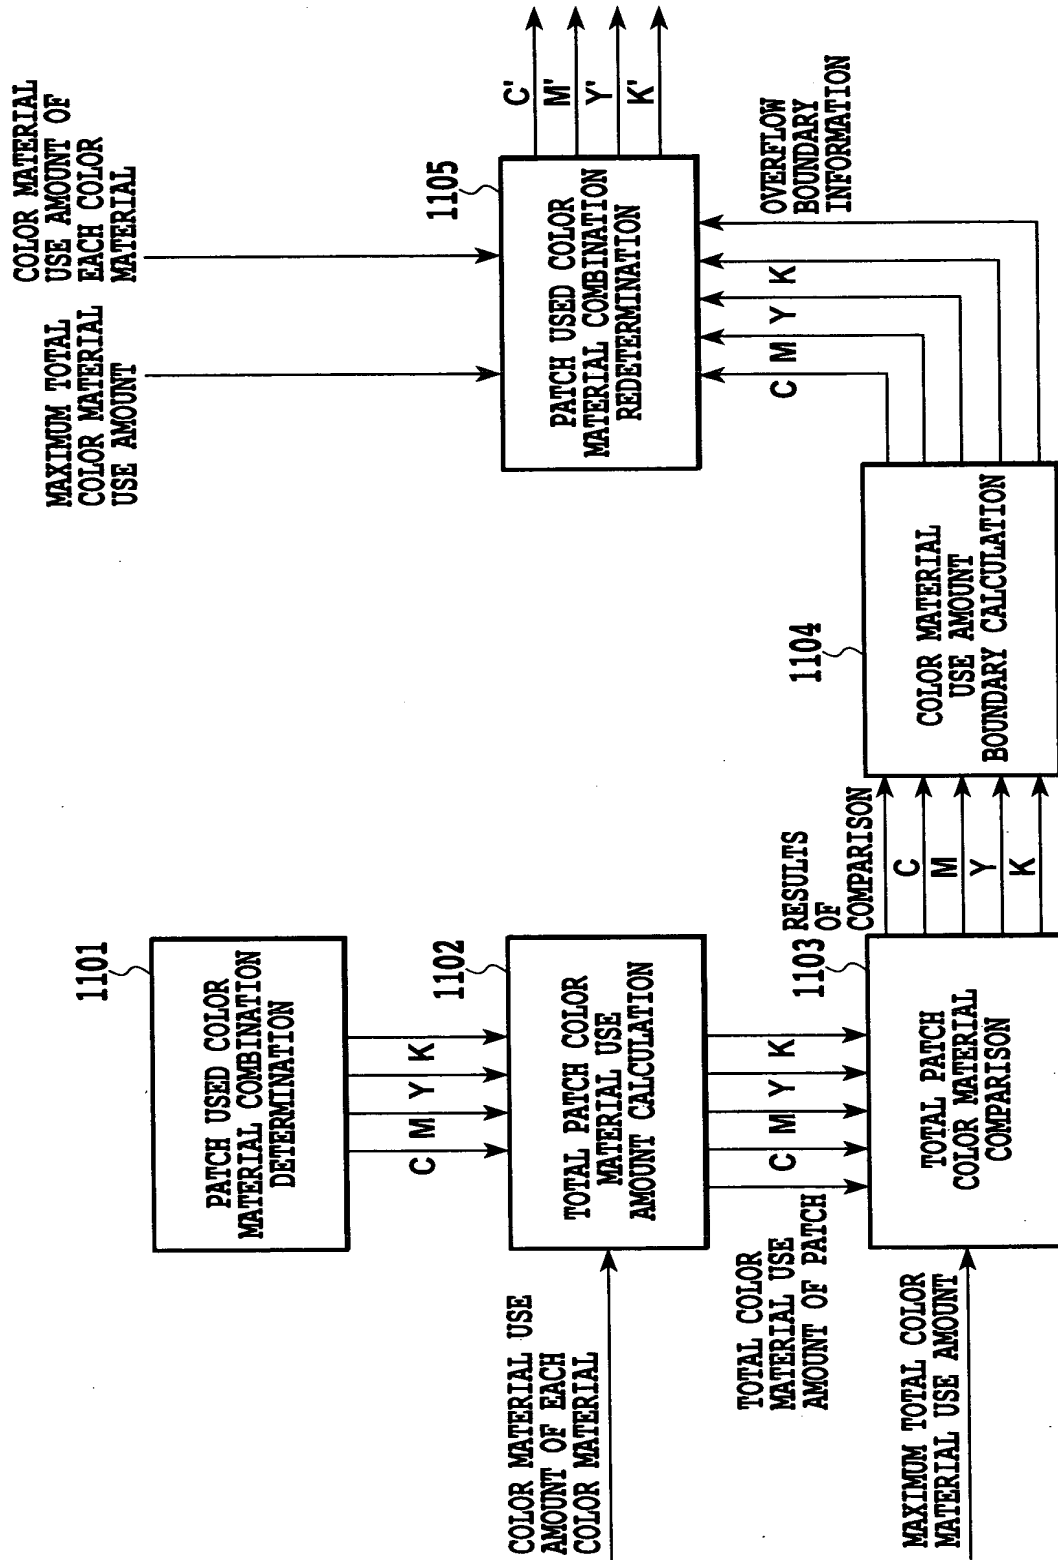 1101
PATCH USED COLOR
MATERIAL COMBINATION
DETERMINATION
C
M
Y
K
COLOR MATERIAL USE
AMOUNT OF EACH
COLOR MATERIAL
1102
TOTAL PATCH COLOR
MATERIAL USE
AMOUNT CALCULATION
TOTAL COLOR
MATERIAL USE
AMOUNT OF PATCH
C
M
Y
K
MAXIMUM TOTAL COLOR
MATERIAL USE AMOUNT
1103
TOTAL PATCH
COLOR MATERIAL
COMPARISON
RESULTS
OF
COMPARISON
C
M
Y
K
1104
COLOR MATERIAL
USE AMOUNT
BOUNDARY CALCULATION
C
M
Y
K
OVERFLOW
BOUNDARY
INFORMATION
MAXIMUM TOTAL
COLOR MATERIAL
USE AMOUNT
COLOR MATERIAL
USE AMOUNT OF
EACH COLOR
MATERIAL
1105
PATCH USED COLOR
MATERIAL COMBINATION
REDETERMINATION
C'
M'
Y'
K'